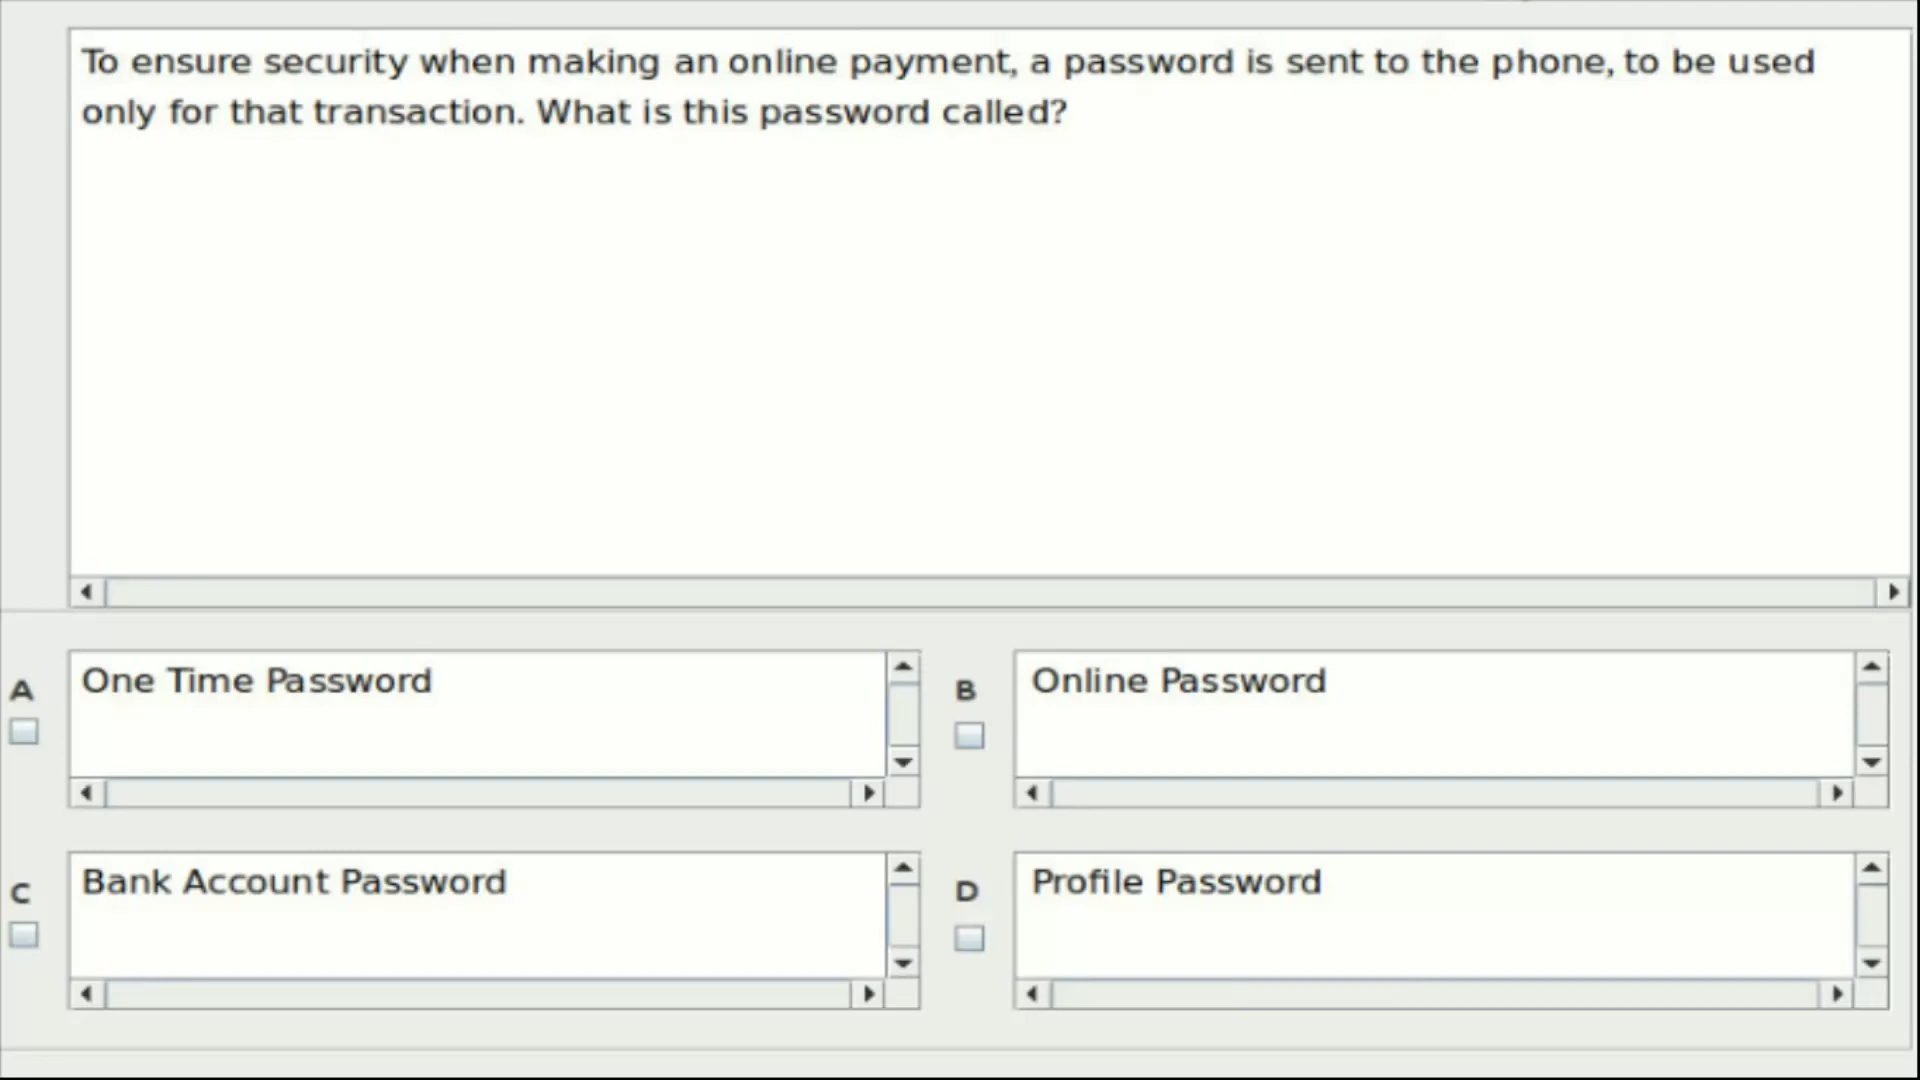 To ensure security when making an online payment, a password is sent to the phone, to be used
only for that transaction. What is this password called?
A
One Time Password
B
Online Password
C
Bank Account Password
D
Profile Password